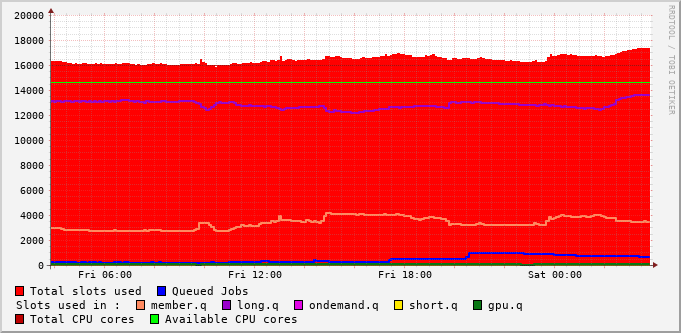 20000
18000
16000
14000
12000
10000
8000
6000
4000
2000
0
Fri 06:00 Fri 12:00 Fri 18:00 Sat 00:00
RRDTOOL / TOBI OETIKER
Total slots used Queued Jobs
Slots used in : member.q long.q ondemand.q short.q gpu.q
Total CPU cores Available CPU cores